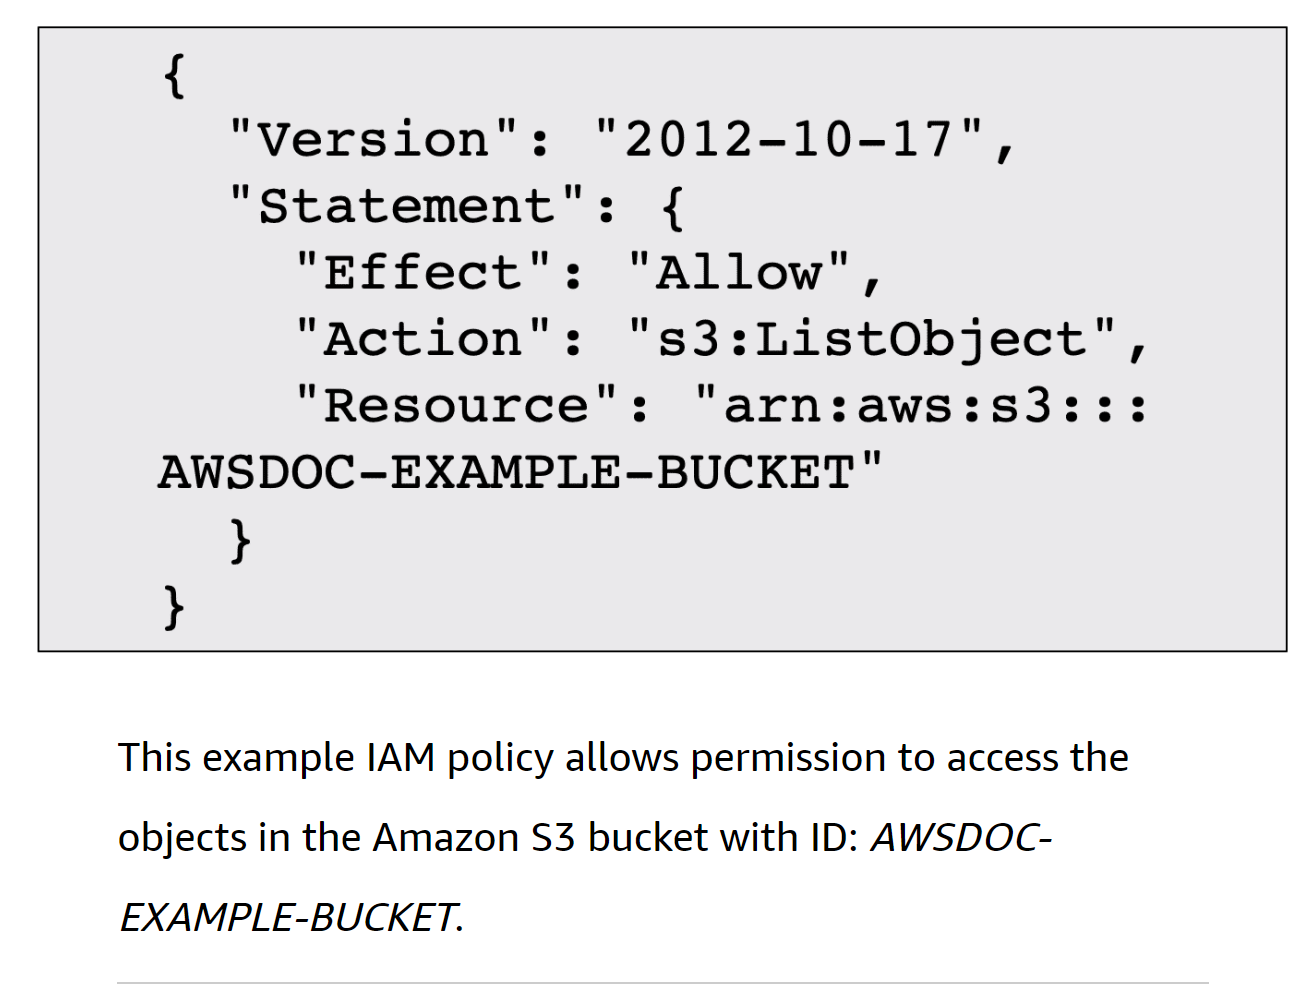 {
"Version": "2012-10-17",
"Statement": {
"Effect": "Allow",
"Action": "s3:ListObject",
"Resource": "arn:aws:s3:::
AWSDOC-EXAMPLE-BUCKET"
}
}
This example IAM policy allows permission to access the
objects in the Amazon S3 bucket with ID: AWSDOC-
EXAMPLE-BUCKET.